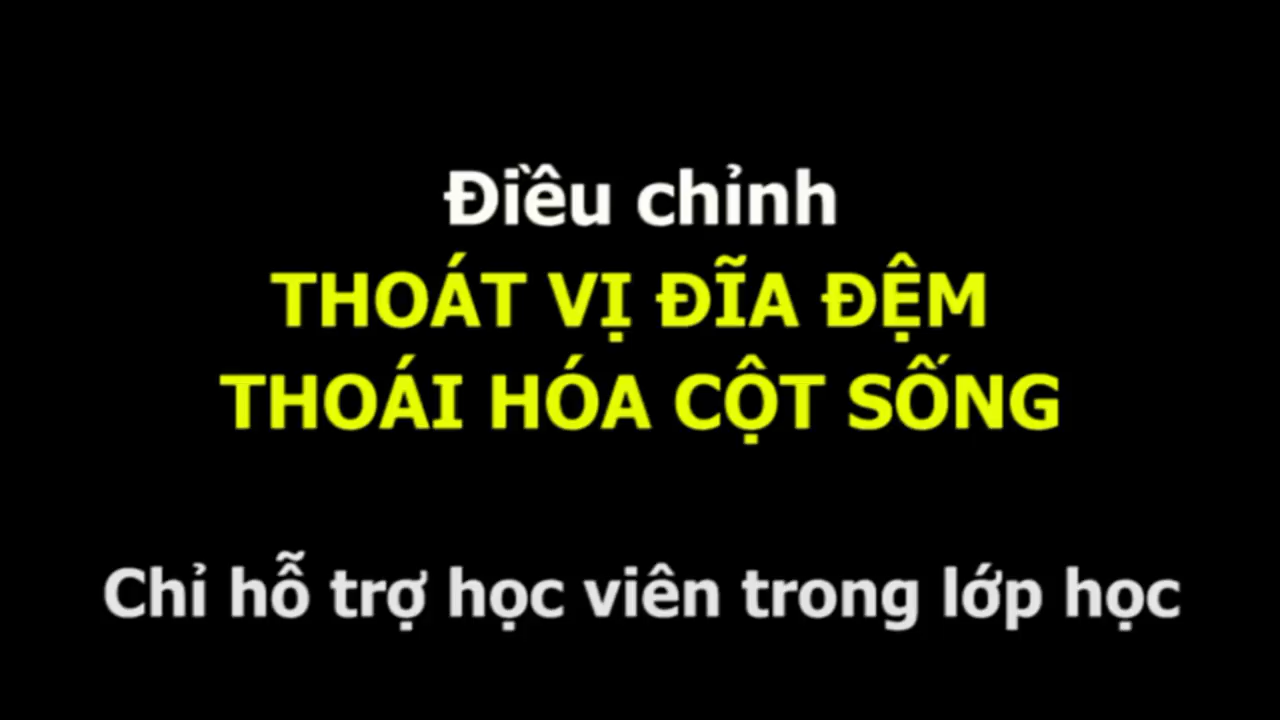 Điều chỉnh
THOÁT VỊ ĐĨA ĐỆM
THOÁI HÓA CỘT SỐNG
Chỉ hỗ trợ học viên trong lớp học